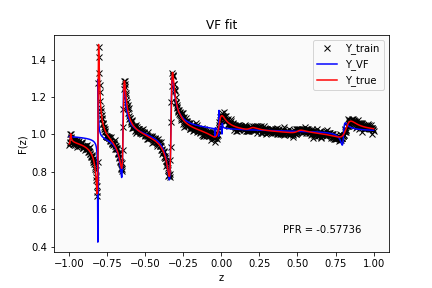 VF fit
Y_train
Y_VF
Y_true
F(z)
1.4
1.2
1.0
0.8
0.6
0.4
PFR = -0.57736
−1.00 −0.75 −0.50 −0.25 0.00 0.25 0.50 0.75 1.00
z